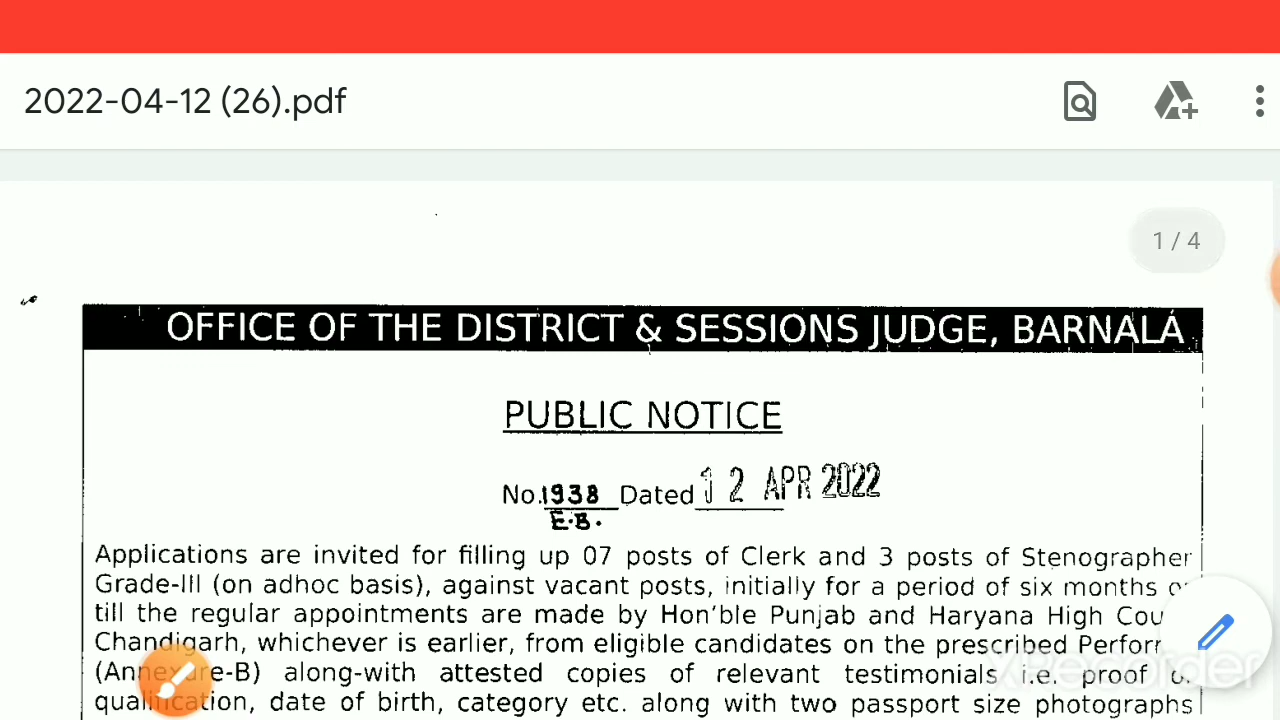 2022-04-12 (26).pdf
1 / 4
OFFICE OF THE DISTRICT & SESSIONS JUDGE, BARNALA
PUBLIC NOTICE
No.1938 Dated 12 APR 2022
E.B.
Applications are invited for filling up 07 posts of Clerk and 3 posts of Stenographer
Grade-III (on adhoc basis), against vacant posts, initially for a period of six months
till the regular appointments are made by Hon'ble Punjab and Haryana High
Chandigarh, whichever is earlier, from eligible candidates on the prescribed
(Annexure-B) along-with attested copies of relevant testimonials i.e. proof
qualification, date of birth, category etc. along with two passport size photographs
XRecorder